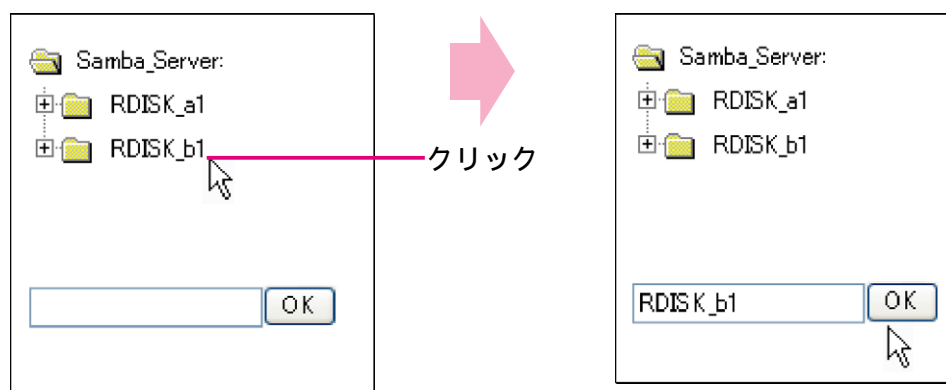 Samba_Server:
RDISK_a1
RDISK_b1
OK
クリック
Samba_Server:
RDISK_a1
RDISK_b1
RDISK_b1
OK